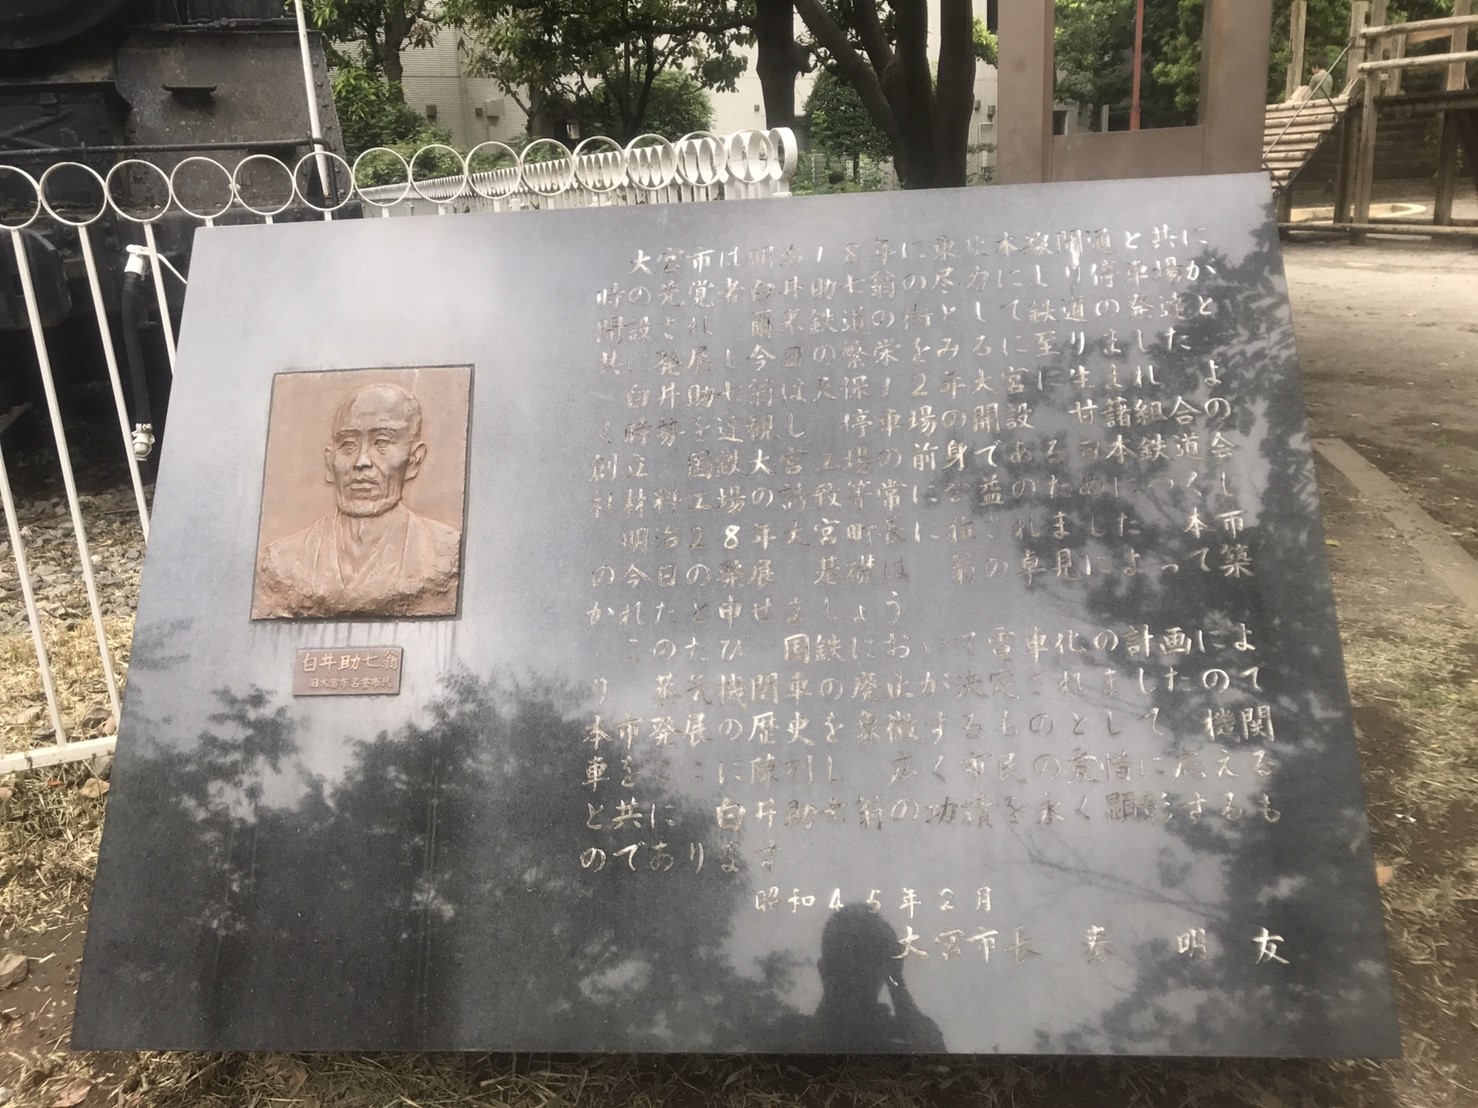 大宮市は明治18年に東北本線開通と共に
時の先覚者 白井助七翁の尽力により停車場が
開設され 爾来鉄道の街として鉄道の発達と
共に発展し今日の繁栄をみるに至りました
白井助七翁は天保12年大宮に生まれ よ
く時勢を達観し 停車場の開設 甘藷組合の
創立 国鉄大宮工場の前身である日本鉄道会
社材料工場の誘致等常に公益のためにつくし
明治28年大宮町長に推され ました 本市
の今日の発展 基礎は 翁の卓見によって築
かれたと申せましょう
このたび 国鉄において電車化の計画によ
り 蒸気機関車の廃止が決定されましたので
本市発展の歴史を象徴するものとして 機関
車をここに陳列し 広く市民の愛惜に応える
と共に 白井助七翁の功績を永く顕彰するも
のであります
昭和45年2月
大宮市長 秦 明 友
白井助七翁
旧大宮市名誉市民